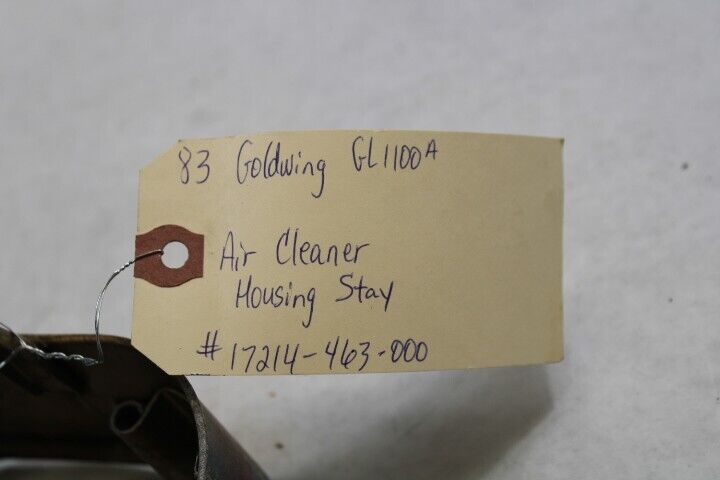 83 Goldwing GL1100A
Air Cleaner
Housing Stay
#17214-463-000